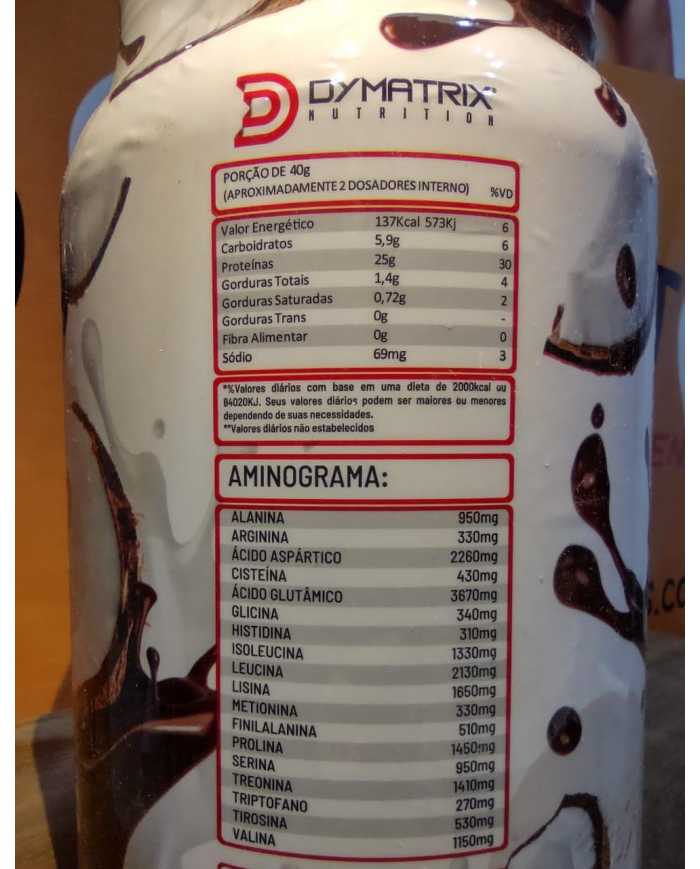 DYMATRIX
NUTRITION
PORÇÃO DE 40g
(APROXIMADAMENTE 2 DOSADORES INTERNO) %VD
Valor Energético 137Kcal 573Kj 6
Carboidratos 5,9g 6
Proteínas 25g 30
Gorduras Totais 1,4g 4
Gorduras Saturadas 0,72g 2
Gorduras Trans 0g -
Fibra Alimentar 0g 0
Sódio 69mg 3
*%Valores diários com base em uma dieta de 2000kcal ou
84020KJ. Seus valores diários podem ser maiores ou menores
dependendo de suas necessidades.
**Valores diários não estabelecidos
AMINOGRAMA:
ALANINA 950mg
ARGININA 330mg
ÁCIDO ASPÁRTICO 2260mg
CISTEÍNA 430mg
ÁCIDO GLUTÂMICO 3670mg
GLICINA 340mg
HISTIDINA 310mg
ISOLEUCINA 1330mg
LEUCINA 2130mg
LISINA 1650mg
METIONINA 330mg
FINILALANINA 510mg
PROLINA 1450mg
SERINA 950mg
TREONINA 1410mg
TRIPTOFANO 270mg
TIROSINA 530mg
VALINA 1150mg